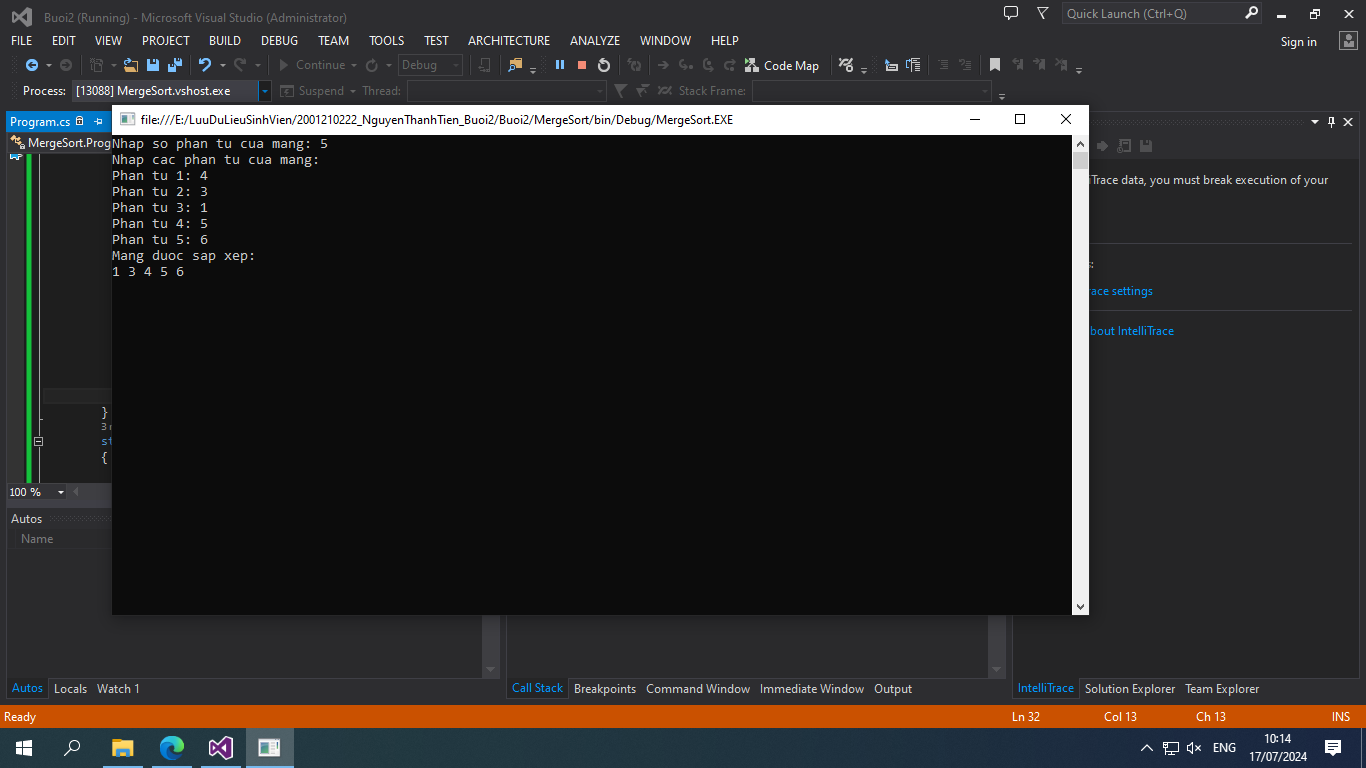 Buoi2 (Running) - Microsoft Visual Studio (Administrator)
Quick Launch (Ctrl+Q)
FILE EDIT VIEW PROJECT BUILD DEBUG TEAM TOOLS TEST ARCHITECTURE ANALYZE WINDOW HELP
Sign in
Continue Debug Code Map
Process: [13088] MergeSort.vshost.exe Suspend Thread: Stack Frame:
Program.cs
file:///E:/LuuDuLieuSinhVien/2001210222_NguyenThanhTien_Buoi2/Buoi2/MergeSort/bin/Debug/MergeSort.EXE
MergeSort.Prog
Nhap so phan tu cua mang: 5
Nhap cac phan tu cua mang:
Phan tu 1: 4
Phan tu 2: 3
Phan tu 3: 1
Phan tu 4: 5
Phan tu 5: 6
Mang duoc sap xep:
1 3 4 5 6
iTrace data, you must break execution of your
s:
race settings
bout IntelliTrace
}
3
st
{
100 %
Autos
Name
Autos Locals Watch 1
Call Stack Breakpoints Command Window Immediate Window Output
IntelliTrace Solution Explorer Team Explorer
Ready Ln 32 Col 13 Ch 13 INS
ENG
10:14
17/07/2024